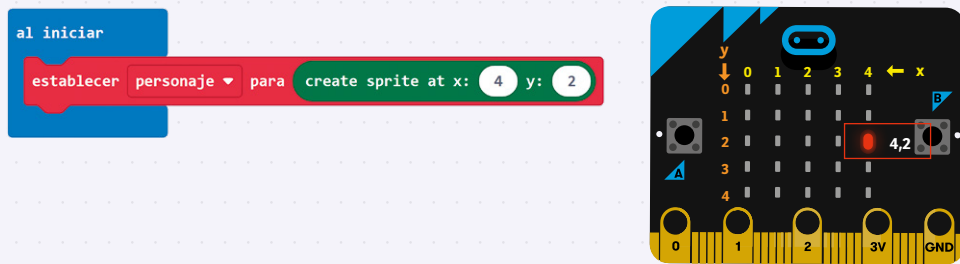 al iniciar
establecer personaje para create sprite at x: 4 y: 2
y
0 1 2 3 4 x
0
B
1
2 4,2
A
3
4
0 1 2 3V GND